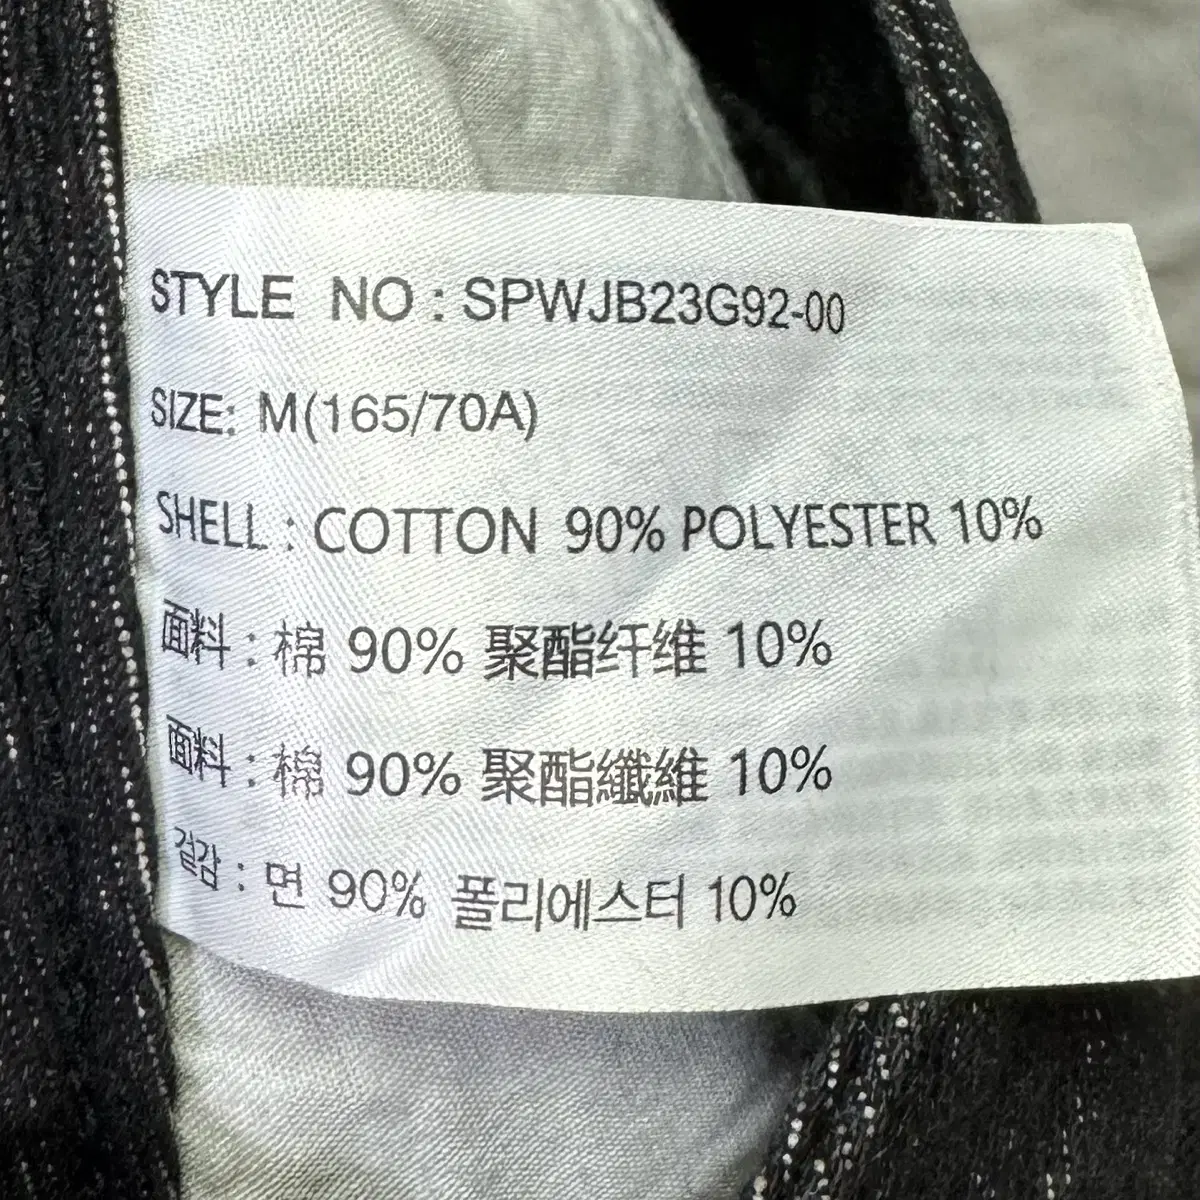 STYLE NO : SPWJB23G92-00
SIZE: M(165/70A)
SHELL : COTTON 90% POLYESTER 10%
面料 : 棉 90% 聚酯纤维 10%
面料 : 棉 90% 聚酯纖維 10%
겉감 : 면 90% 폴리에스터 10%